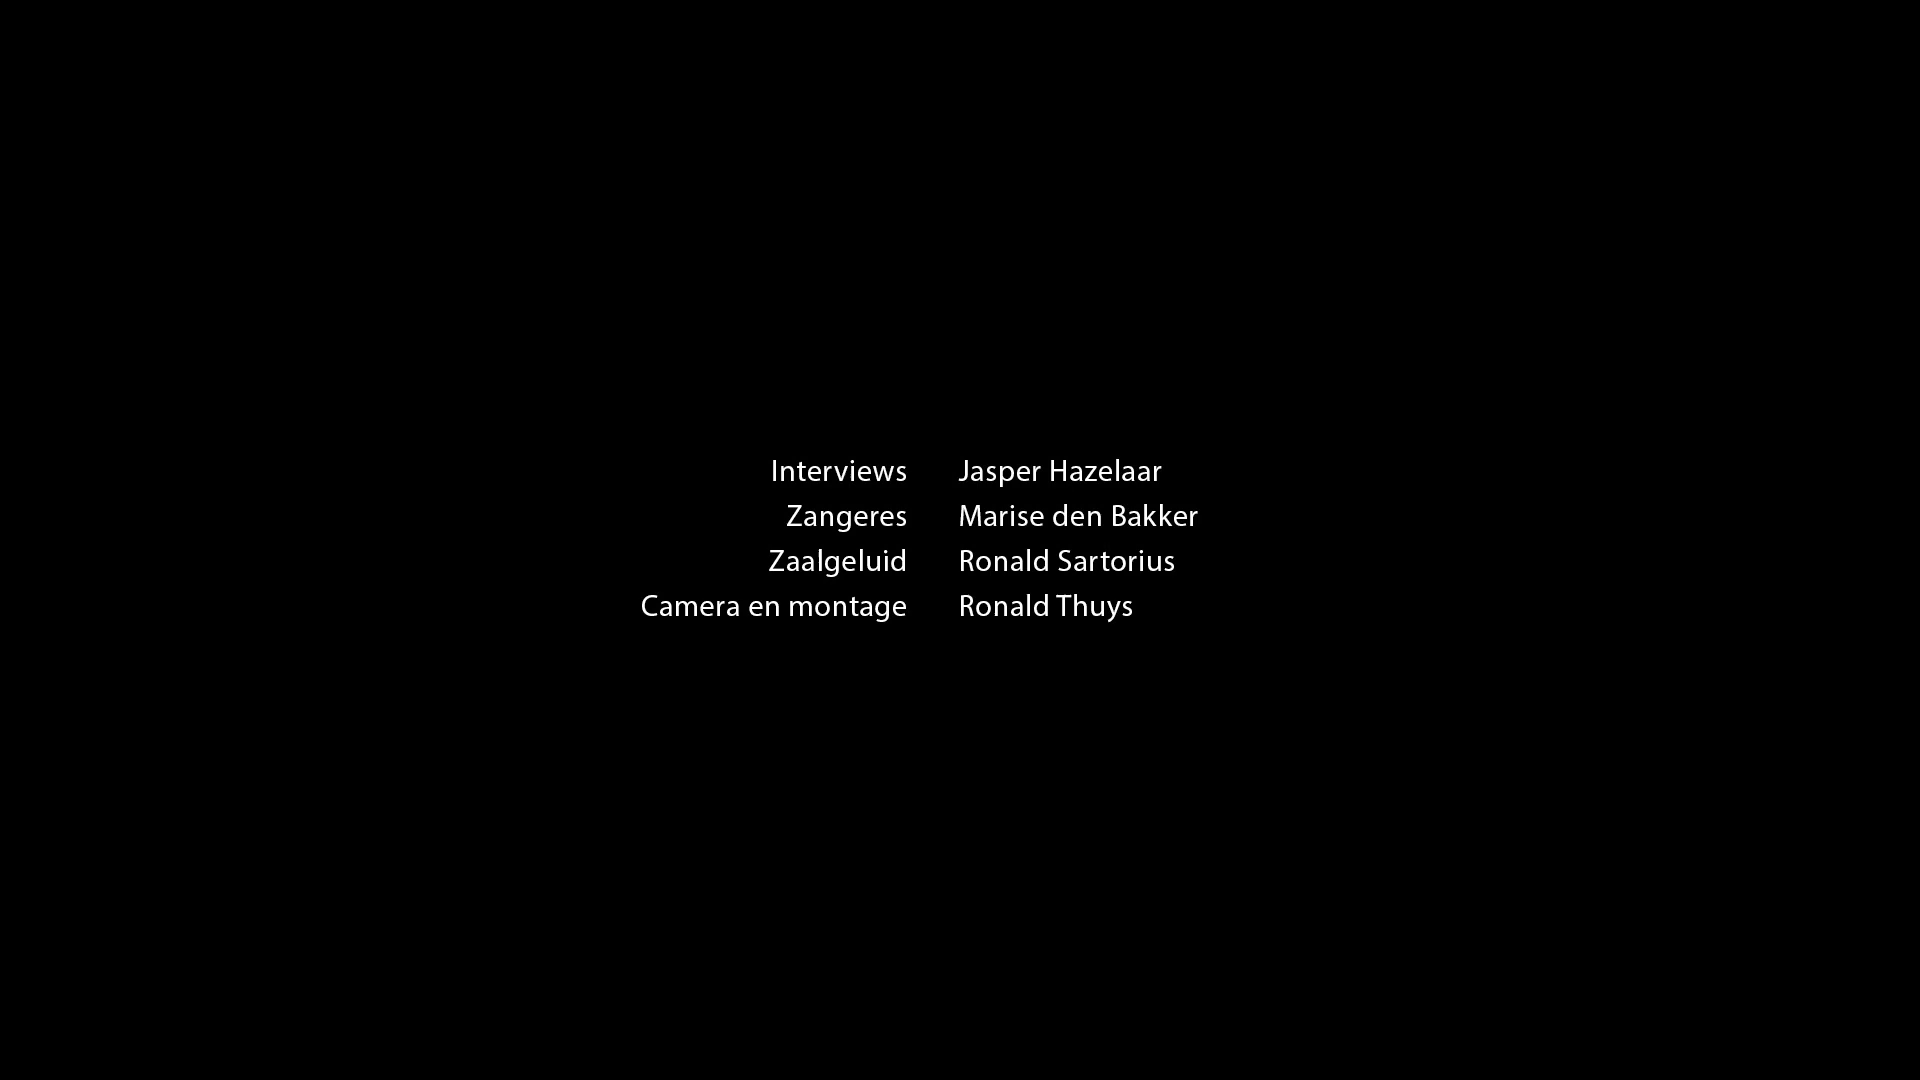 Interviews Jasper Hazelaar
Zangeres Marise den Bakker
Zaalgeluid Ronald Sartorius
Camera en montage Ronald Thuys